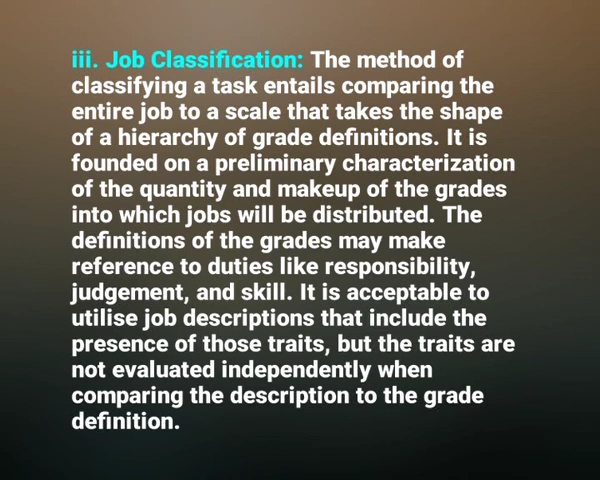 iii. Job Classification: The method of
classifying a task entails comparing the
entire job to a scale that takes the shape
of a hierarchy of grade definitions. It is
founded on a preliminary characterization
of the quantity and makeup of the grades
into which jobs will be distributed. The
definitions of the grades may make
reference to duties like responsibility,
judgement, and skill. It is acceptable to
utilise job descriptions that include the
presence of those traits, but the traits are
not evaluated independently when
comparing the description to the grade
definition.